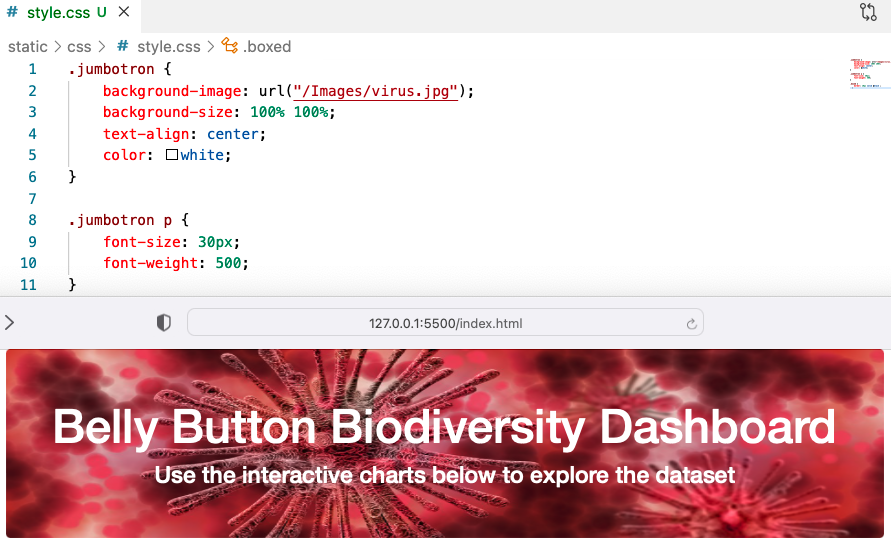 # style.css U ×
static > css > # style.css > .boxed
1 .jumbotron {
2 background-image: url("/Images/virus.jpg");
3 background-size: 100% 100%;
4 text-align: center;
5 color: white;
6 }
7
8 .jumbotron p {
9 font-size: 30px;
10 font-weight: 500;
11 }
127.0.0.1:5500/index.html
Belly Button Biodiversity Dashboard
Use the interactive charts below to explore the dataset